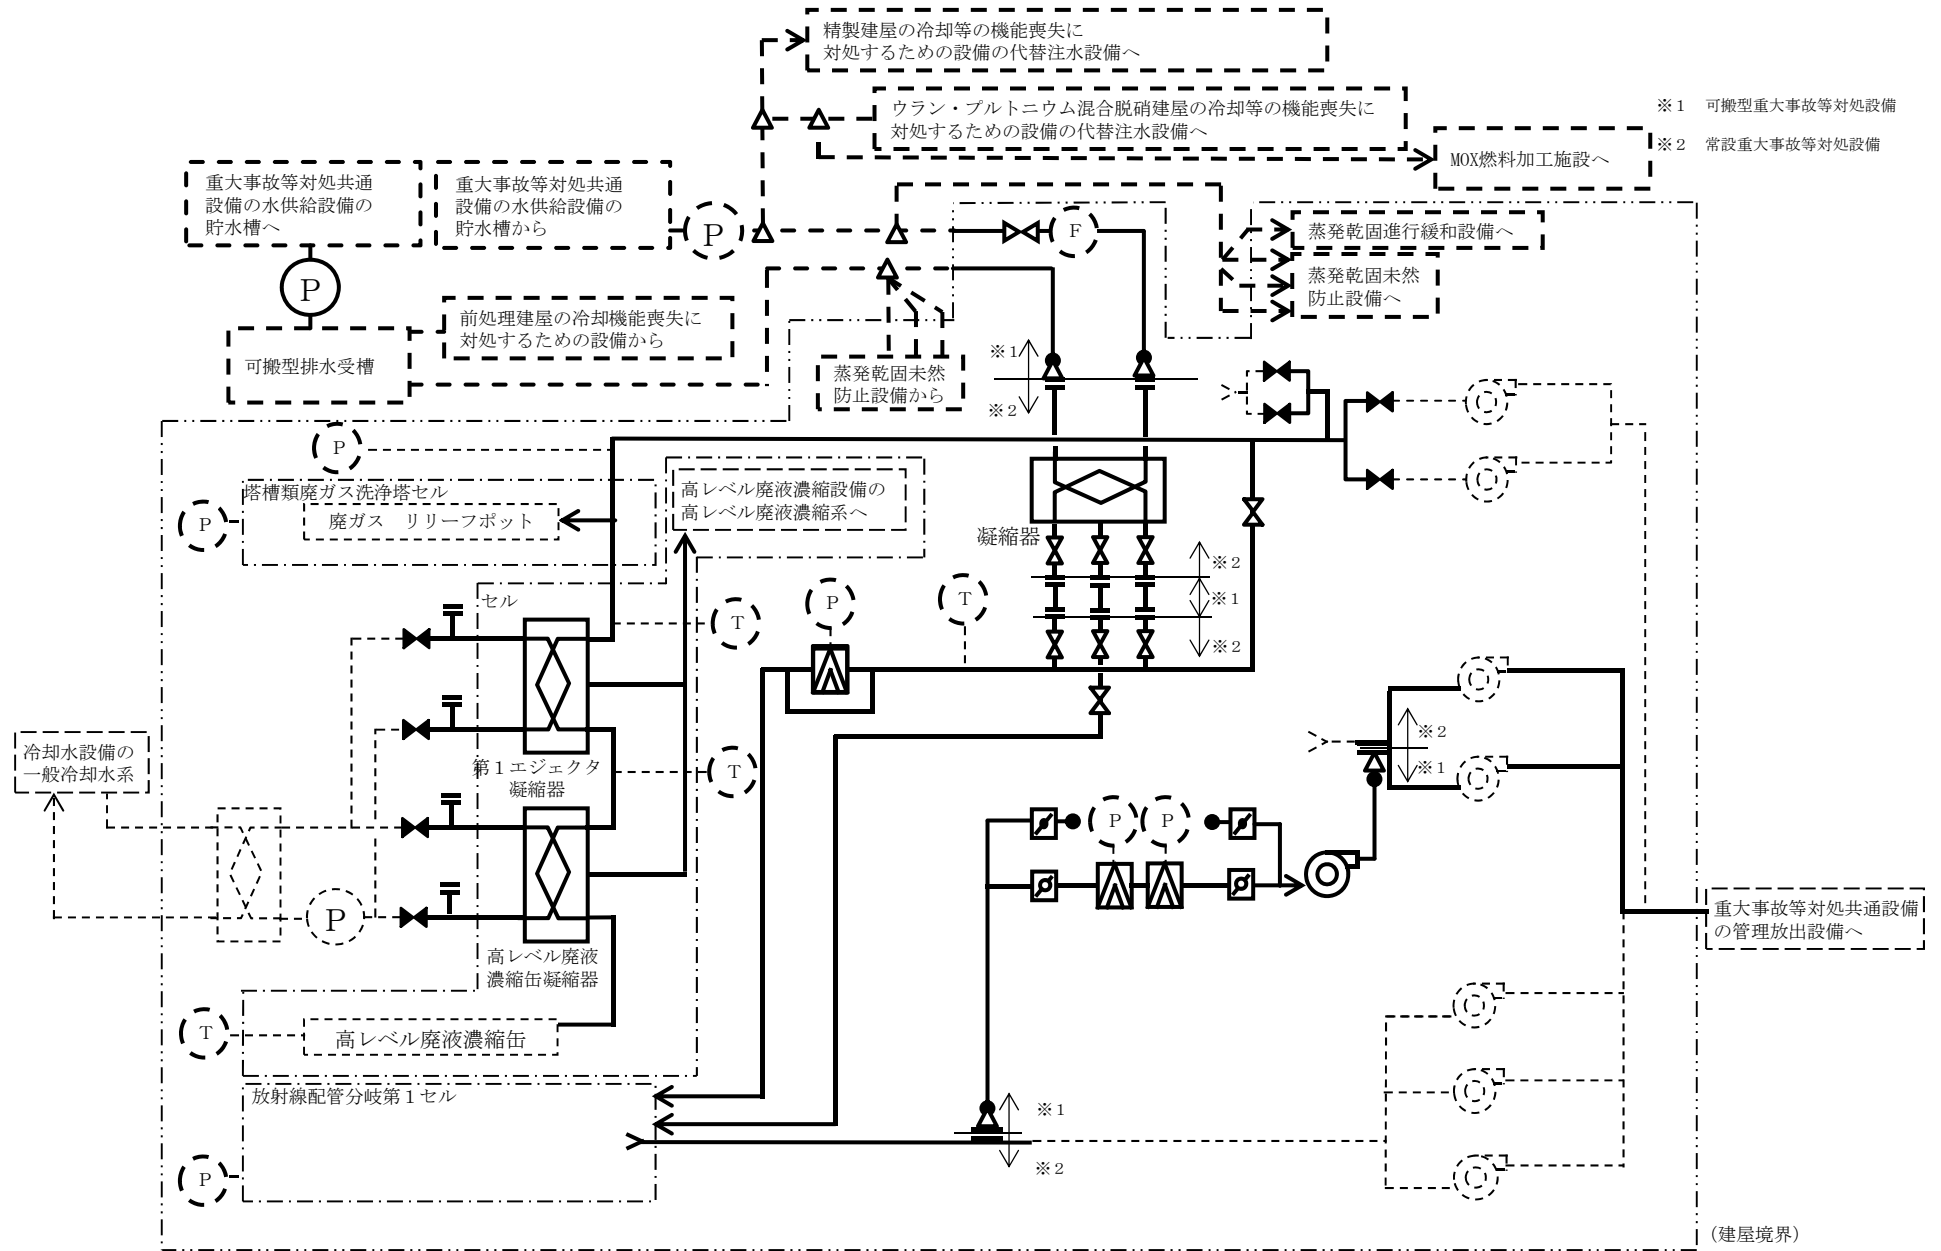 精製建屋の冷却等の機能喪失に
対処するための設備の代替注水設備へ
ウラン・プルトニウム混合脱硝建屋の冷却等の機能喪失に
対処するための設備の代替注水設備へ
※1 可搬型重大事故等対処設備
※2 常設重大事故等対処設備
MOX燃料加工施設へ
重大事故等対処共通
設備の水供給設備の
貯水槽へ
重大事故等対処共通
設備の水供給設備の
貯水槽から
P
F
蒸発乾固進行緩和設備へ
蒸発乾固未然
防止設備へ
P
前処理建屋の冷却機能喪失に
対処するための設備から
可搬型排水受槽
蒸発乾固未然
防止設備から
※1
※2
P
塔槽類廃ガス洗浄塔セル
廃ガス リリーフポット
P
高レベル廃液濃縮設備の
高レベル廃液濃縮系へ
凝縮器
※2
※1
※2
セル
T
P
T
第1エジェクタ
凝縮器
T
冷却水設備の
一般冷却水系
P
※2
※1
P
P
高レベル廃液
濃縮缶凝縮器
重大事故等対処共通設備
の管理放出設備へ
T
高レベル廃液濃縮缶
放射線配管分岐第1セル
※1
※2
P
（建屋境界）